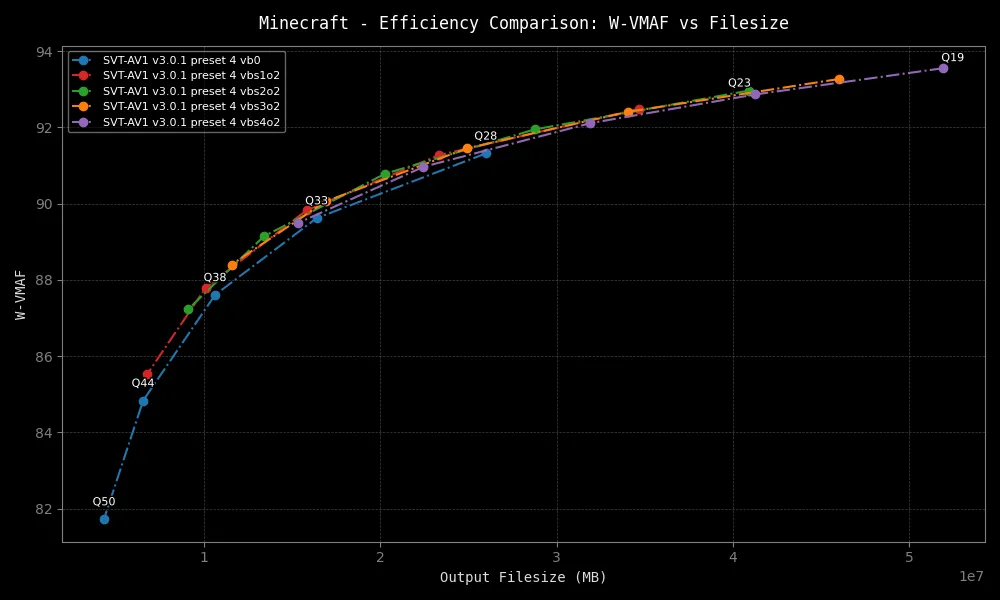 Minecraft - Efficiency Comparison: W-VMAF vs Filesize
SVT-AV1 v3.0.1 preset 4 vb0
SVT-AV1 v3.0.1 preset 4 vbs1o2
SVT-AV1 v3.0.1 preset 4 vbs2o2
SVT-AV1 v3.0.1 preset 4 vbs3o2
SVT-AV1 v3.0.1 preset 4 vbs4o2
94
92
90
88
86
84
82
W-VMAF
Q19
Q23
Q28
Q33
Q38
Q44
Q50
1 2 3 4 5
1e7
Output Filesize (MB)